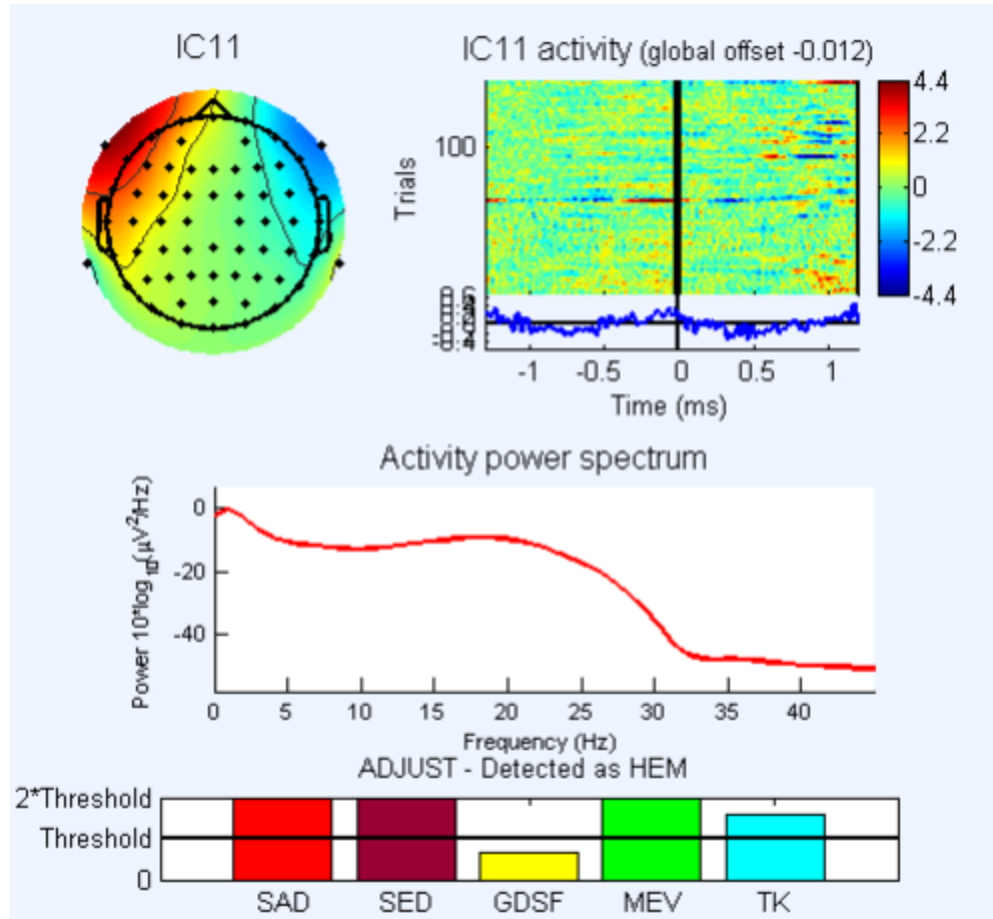 IC11
IC11 activity (global offset -0.012)
Trials
100
4.4
2.2
0
-2.2
-4.4
-1 -0.5 0 0.5 1
Time (ms)
Activity power spectrum
Power 10*log10(μV2/Hz)
0
-20
-40
0 5 10 15 20 25 30 35 40
Frequency (Hz)
ADJUST - Detected as HEM
2*Threshold
Threshold
0
SAD SED GDSF MEV TK